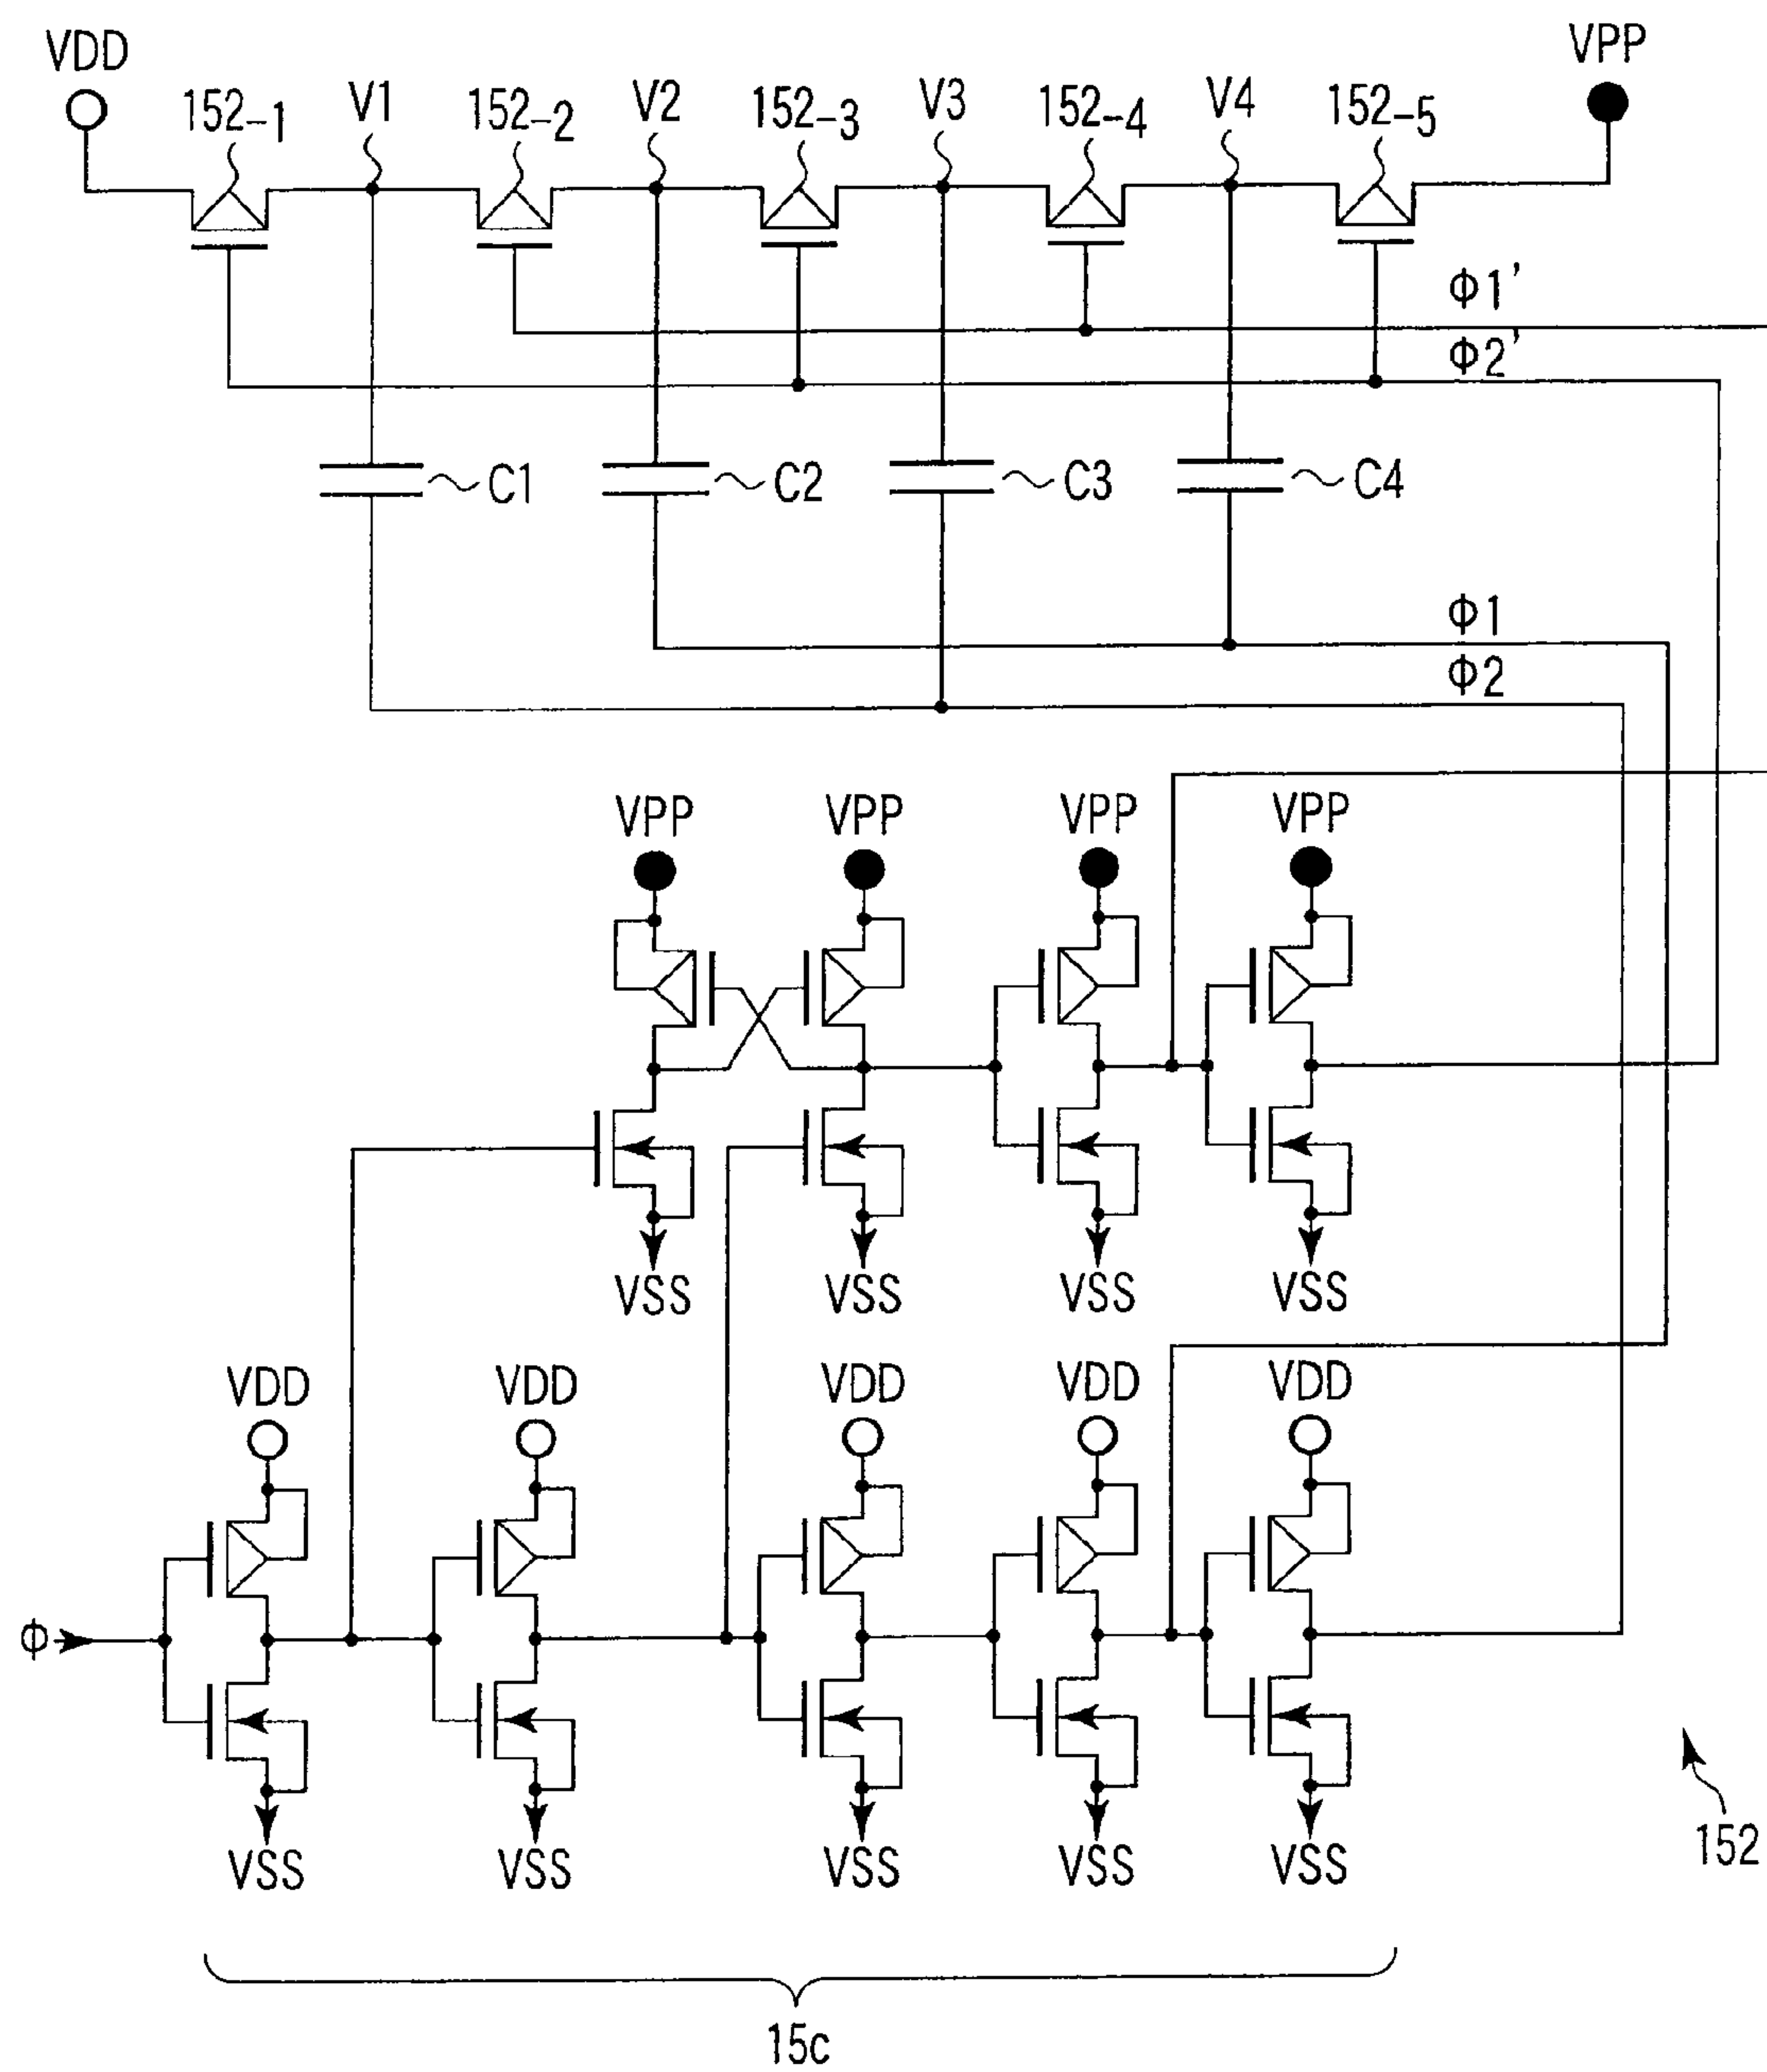 VDD
152-1
V1
152-2
V2
152-3
V3
152-4
V4
152-5
VPP
Φ1'
Φ2'
C1
C2
C3
C4
Φ1
Φ2
VPP
VPP
VPP
VPP
VSS
VSS
VSS
VSS
VDD
VDD
VDD
VDD
VDD
Φ
VSS
VSS
VSS
VSS
VSS
152
15c